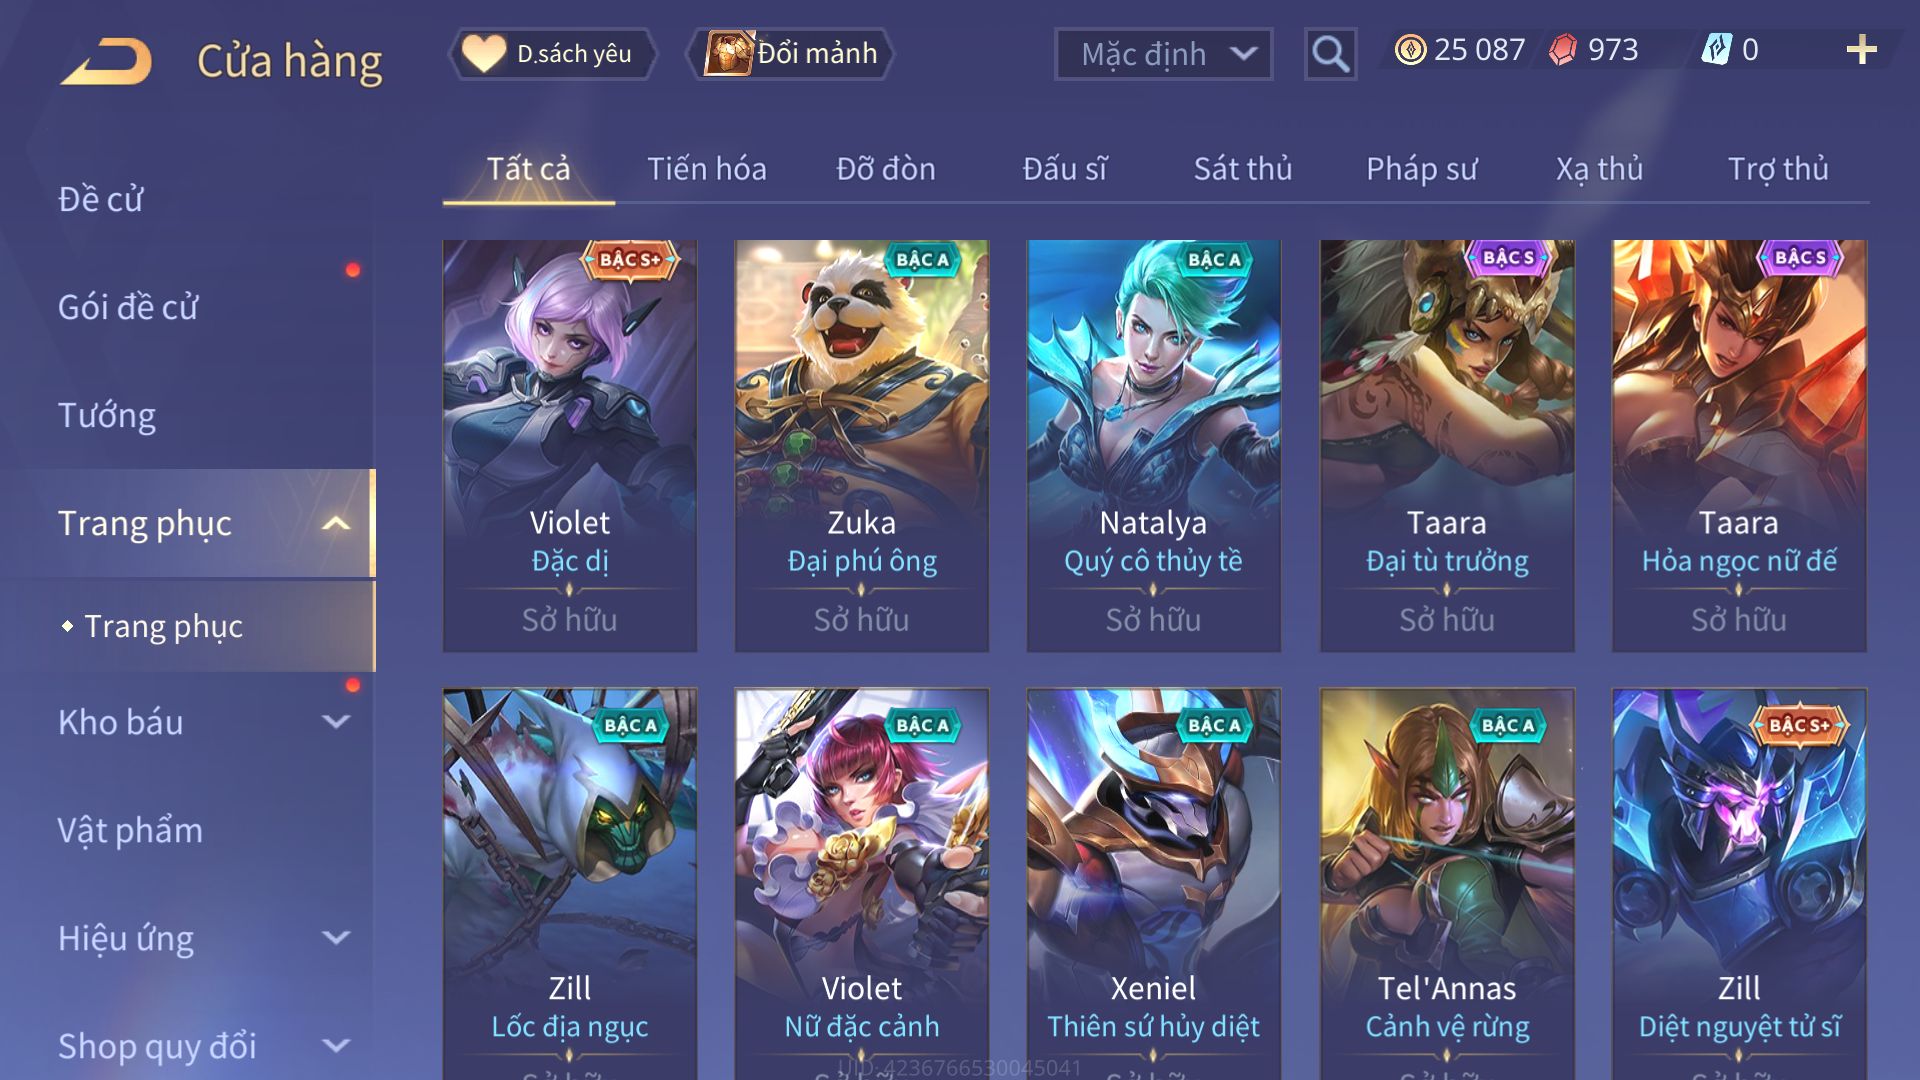 Cửa hàng
D.sách yêu
Đổi mảnh
Mặc định
25 087
973
0
Tất cả
Tiến hóa
Đỡ đòn
Đấu sĩ
Sát thủ
Pháp sư
Xạ thủ
Trợ thủ
Đề cử
Gói đề cử
Tướng
Trang phục
Trang phục
Kho báu
Vật phẩm
Hiệu ứng
Shop quy đổi
BẬC S+
Violet
Đặc dị
Sở hữu
BẬC A
Zuka
Đại phú ông
Sở hữu
BẬC A
Natalya
Quý cô thủy tề
Sở hữu
BẬC S
Taara
Đại tù trưởng
Sở hữu
BẬC S
Taara
Hỏa ngọc nữ đế
Sở hữu
BẬC A
Zill
Lốc địa ngục
BẬC A
Violet
Nữ đặc cảnh
BẬC A
Xeniel
Thiên sứ hủy diệt
BẬC A
Tel'Annas
Cảnh vệ rừng
BẬC S+
Zill
Diệt nguyệt tử sĩ
UID: 4236766530045041